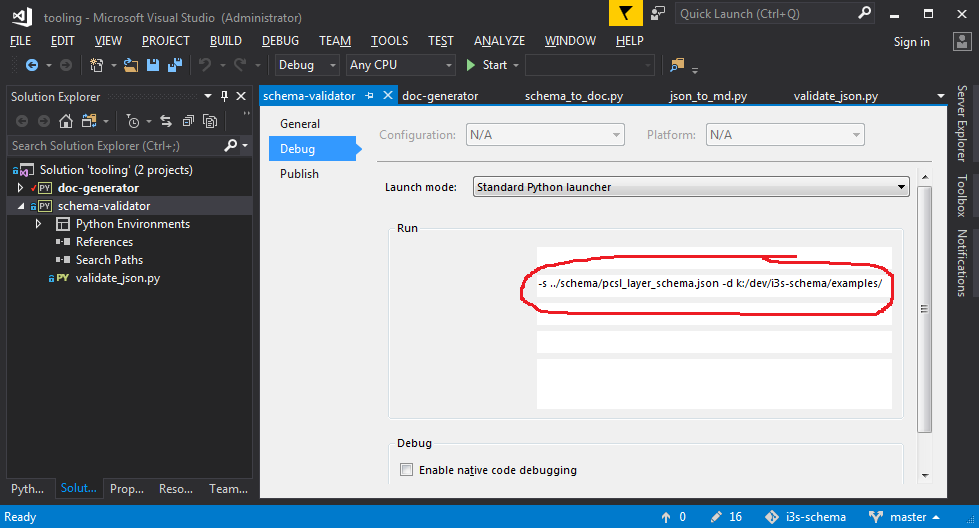 tooling - Microsoft Visual Studio (Administrator)
Quick Launch (Ctrl+Q)
FILE EDIT VIEW PROJECT BUILD DEBUG TEAM TOOLS TEST ANALYZE WINDOW HELP
Sign in
Debug Any CPU Start
Solution Explorer
Search Solution Explorer (Ctrl+;)
Solution 'tooling' (2 projects)
PY doc-generator
PY schema-validator
Python Environments
References
Search Paths
PY validate_json.py
Pyth... Solut... Prop... Reso... Team...
schema-validator doc-generator schema_to_doc.py json_to_md.py validate_json.py
General
Debug
Publish
Configuration: N/A Platform: N/A
Launch mode: Standard Python launcher
Run
-s ../schema/pcsl_layer_schema.json -d k:/dev/i3s-schema/examples/
Debug
Enable native code debugging
Server Explorer
Toolbox
Notifications
Ready 0 16 i3s-schema master